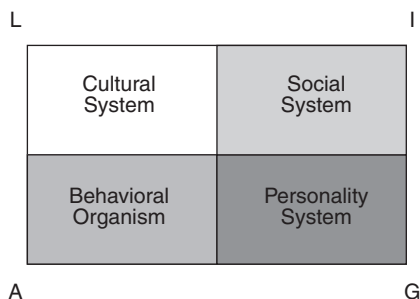 L
I
Cultural
System
Social
System
Behavioral
Organism
Personality
System
A
G